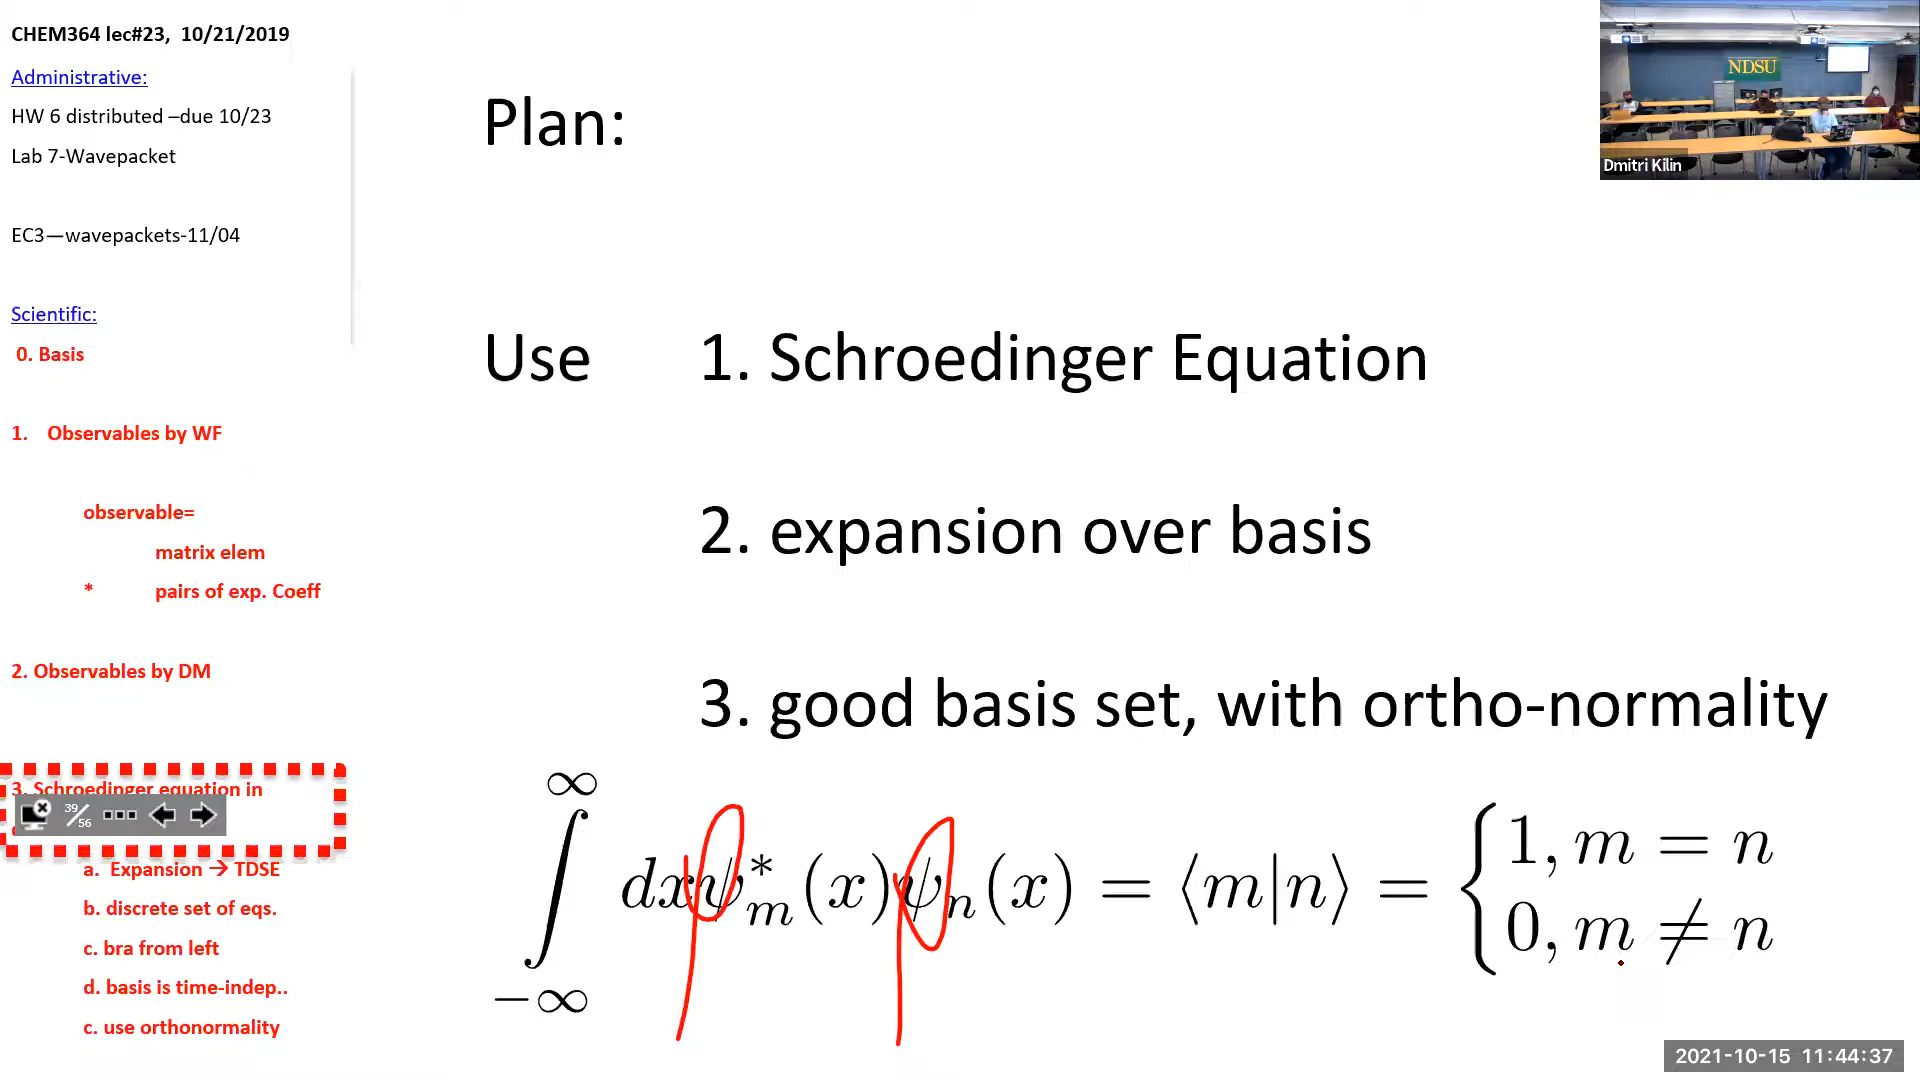 CHEM364 lec#23, 10/21/2019
Administrative:
HW 6 distributed –due 10/23
Lab 7-Wavepacket
EC3—wavepackets-11/04
Scientific:
0. Basis
1. Observables by WF
observable=
matrix elem
* pairs of exp. Coeff
2. Observables by DM
3. Schroedinger equation in
39/56
a. Expansion → TDSE
b. discrete set of eqs.
c. bra from left
d. basis is time-indep..
c. use orthonormality
Plan:
Use 1. Schroedinger Equation
2. expansion over basis
3. good basis set, with ortho-normality
∫_{-∞}^{∞} dxψ*_m(x)ψ_n(x) = ⟨m|n⟩ = { 1, m = n
0, m ≠ n
NDSU
Dmitri Kilin
2021-10-15 11:44:37